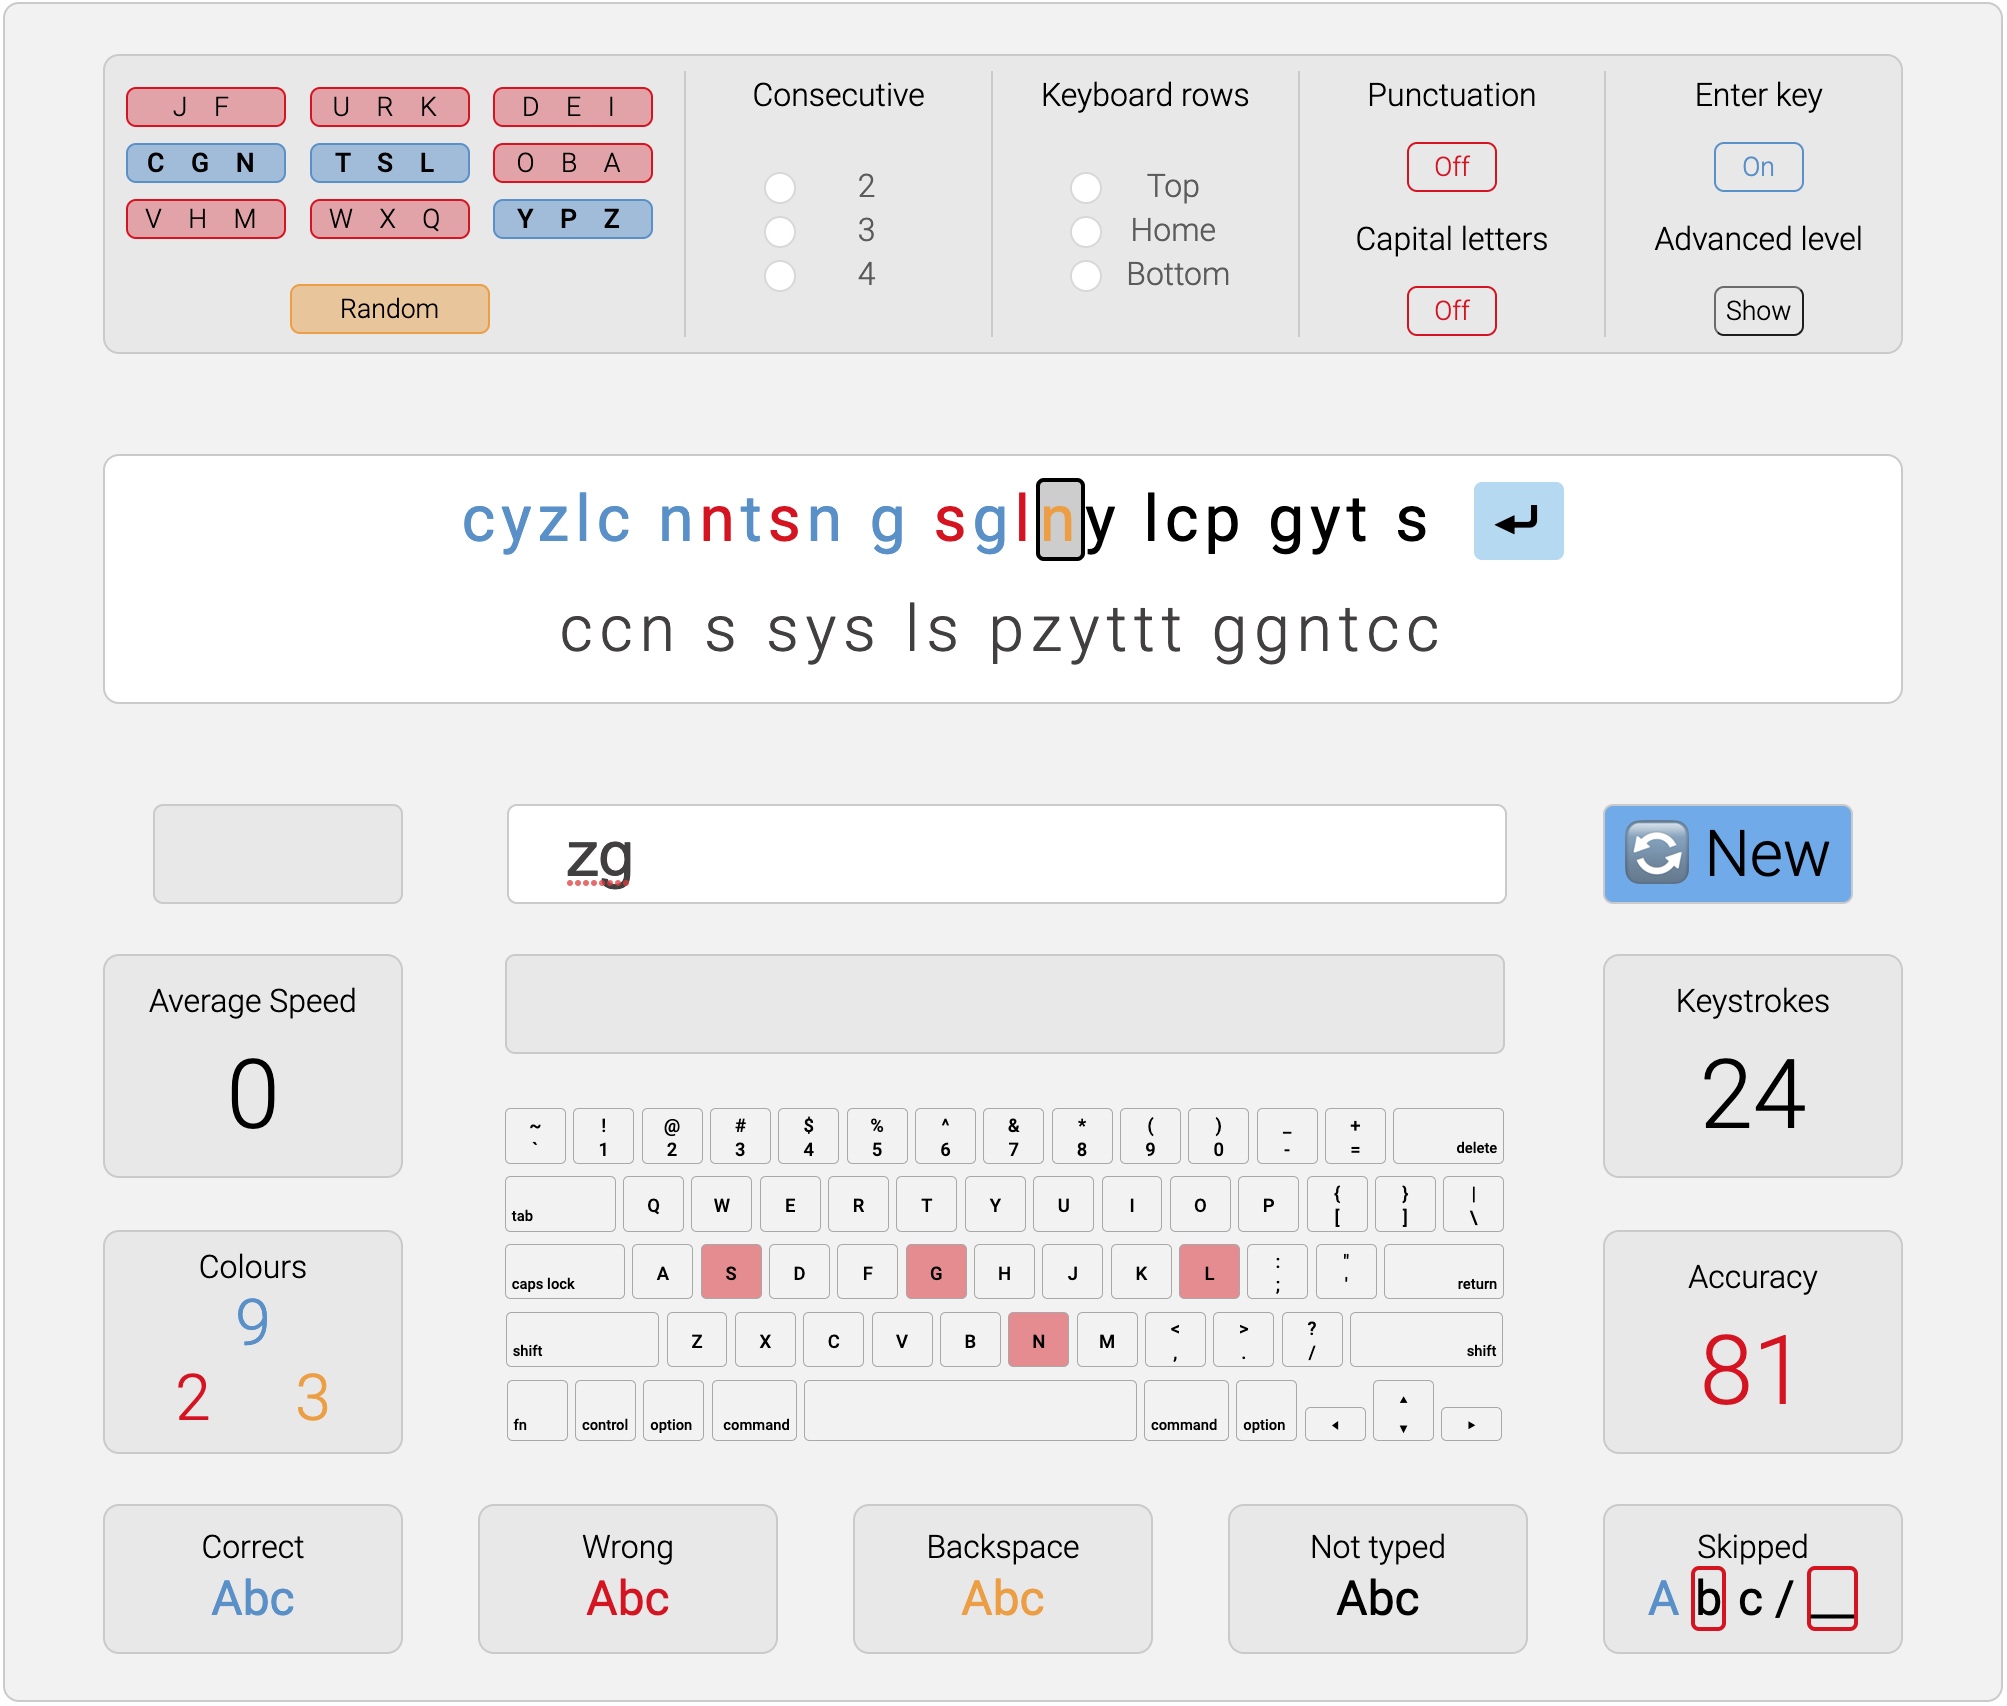 J F
U R K
D E I
C G N
T S L
O B A
V H M
W X Q
Y P Z
Random
Consecutive
2
3
4
Keyboard rows
Top
Home
Bottom
Punctuation
Off
Capital letters
Off
Enter key
On
Advanced level
Show
cyzlc nntsn g sglny lcp gyt s
ccn s sys ls pzyttt ggntcc
zg
New
Average Speed
0
Keystrokes
24
Colours
9
2 3
Accuracy
81
~ ! @ # $ % ^ & * ( ) _ +
` 1 2 3 4 5 6 7 8 9 0 - = delete
tab Q W E R T Y U I O P { [ } ] | \
caps lock A S D F G H J K L : ; " ' return
shift Z X C V B N M < , > . ? / shift
fn control option command command option
Correct
Abc
Wrong
Abc
Backspace
Abc
Not typed
Abc
Skipped
A b c / _